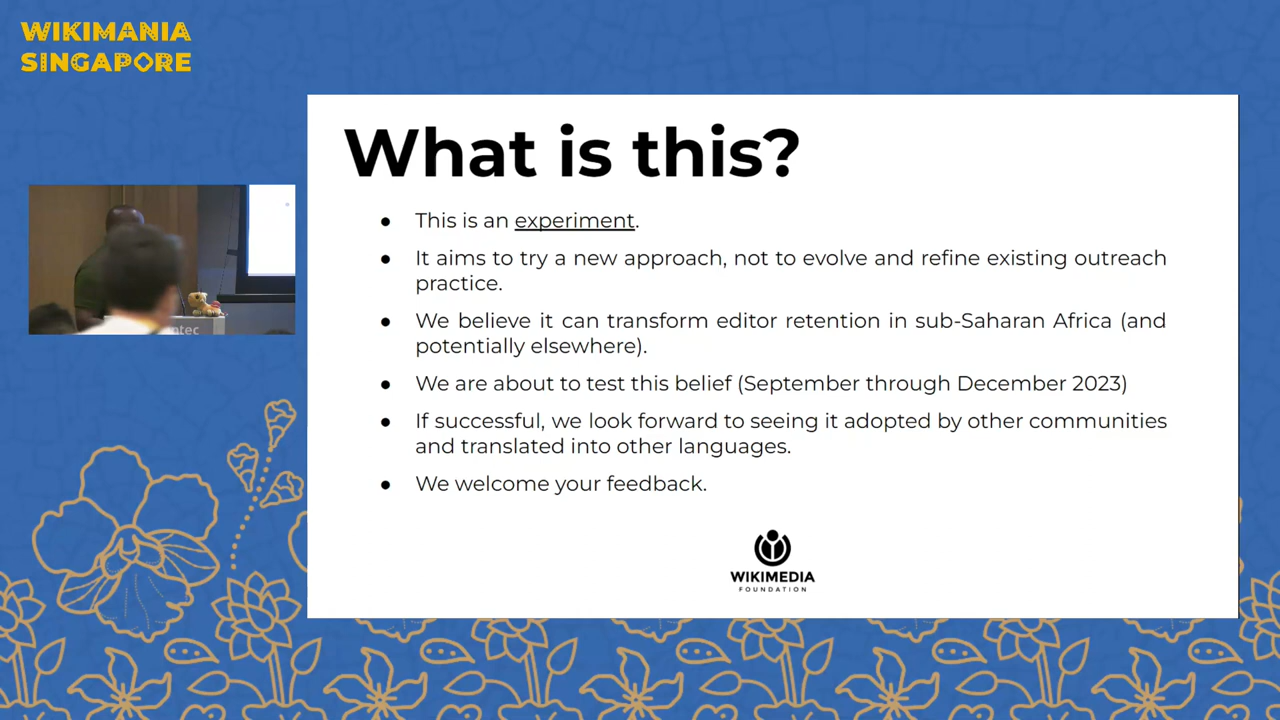 WIKIMANIA
SINGAPORE
What is this?
● This is an experiment.
● It aims to try a new approach, not to evolve and refine existing outreach
practice.
● We believe it can transform editor retention in sub-Saharan Africa (and
potentially elsewhere).
● We are about to test this belief (September through December 2023)
● If successful, we look forward to seeing it adopted by other communities
and translated into other languages.
● We welcome your feedback.
WIKIMEDIA
FOUNDATION